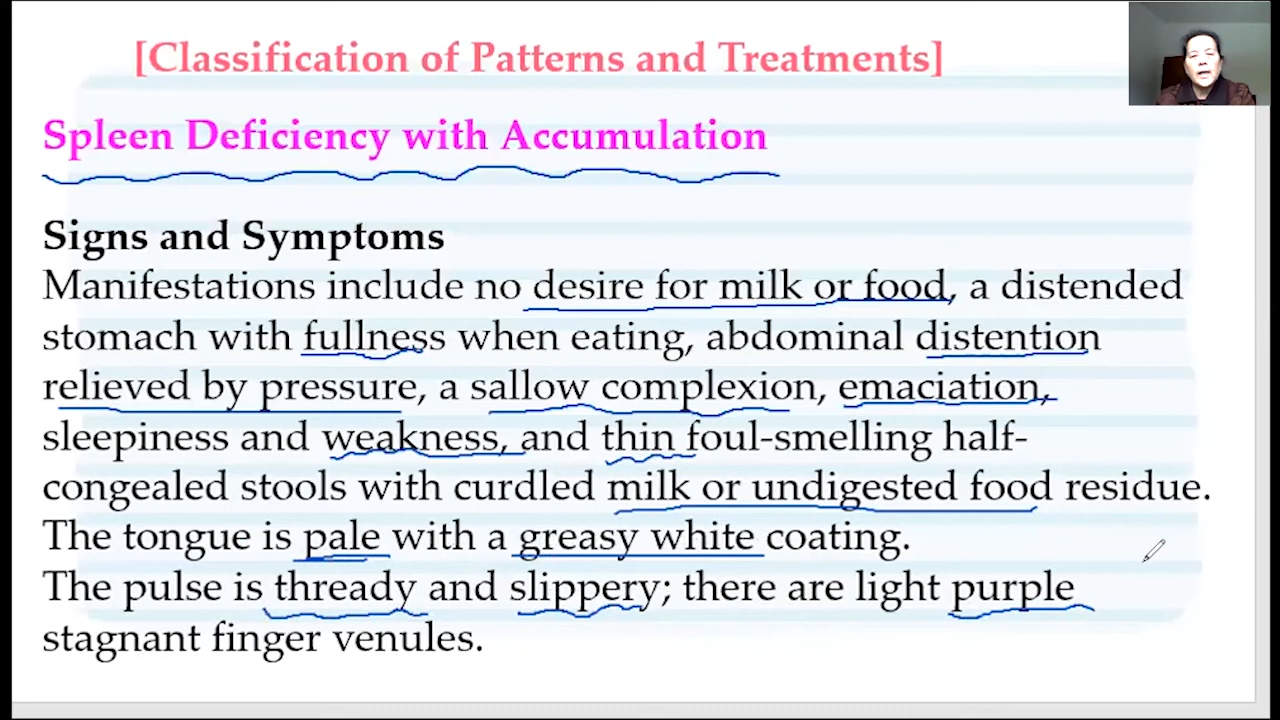 [Classification of Patterns and Treatments]
Spleen Deficiency with Accumulation
Signs and Symptoms
Manifestations include no desire for milk or food, a distended
stomach with fullness when eating, abdominal distention
relieved by pressure, a sallow complexion, emaciation,
sleepiness and weakness, and thin foul-smelling half-
congealed stools with curdled milk or undigested food residue.
The tongue is pale with a greasy white coating.
The pulse is thready and slippery; there are light purple
stagnant finger venules.